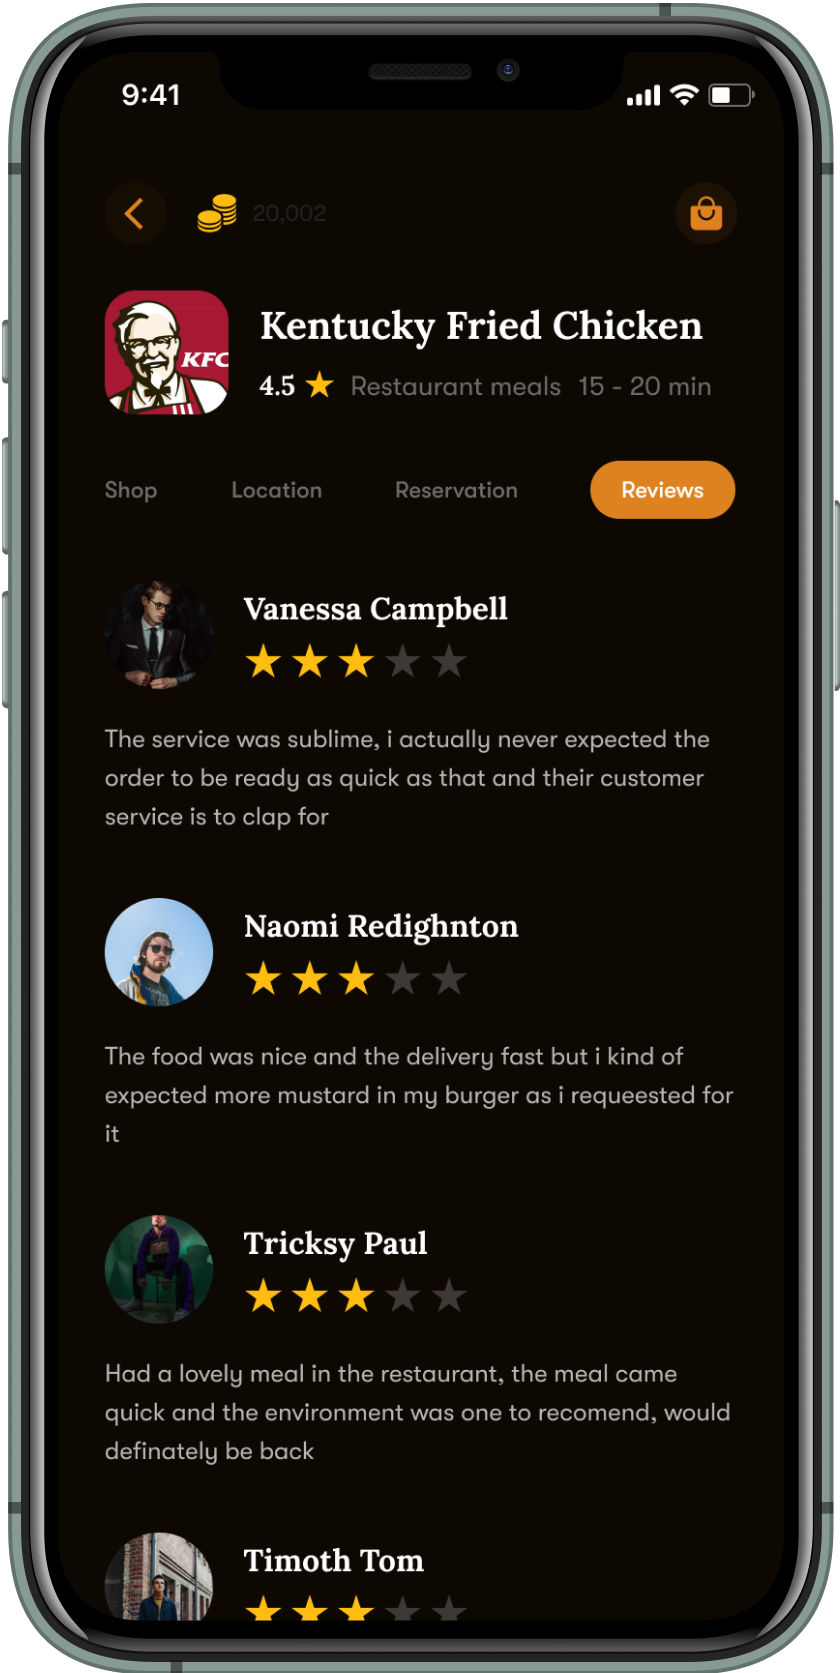 9:41
20,002
KFC
Kentucky Fried Chicken
4.5 Restaurant meals 15 - 20 min
Shop Location Reservation Reviews
Vanessa Campbell
The service was sublime, i actually never expected the
order to be ready as quick as that and their customer
service is to clap for
Naomi Redighnton
The food was nice and the delivery fast but i kind of
expected more mustard in my burger as i requeested for
it
Tricksy Paul
Had a lovely meal in the restaurant, the meal came
quick and the environment was one to recomend, would
definately be back
Timoth Tom